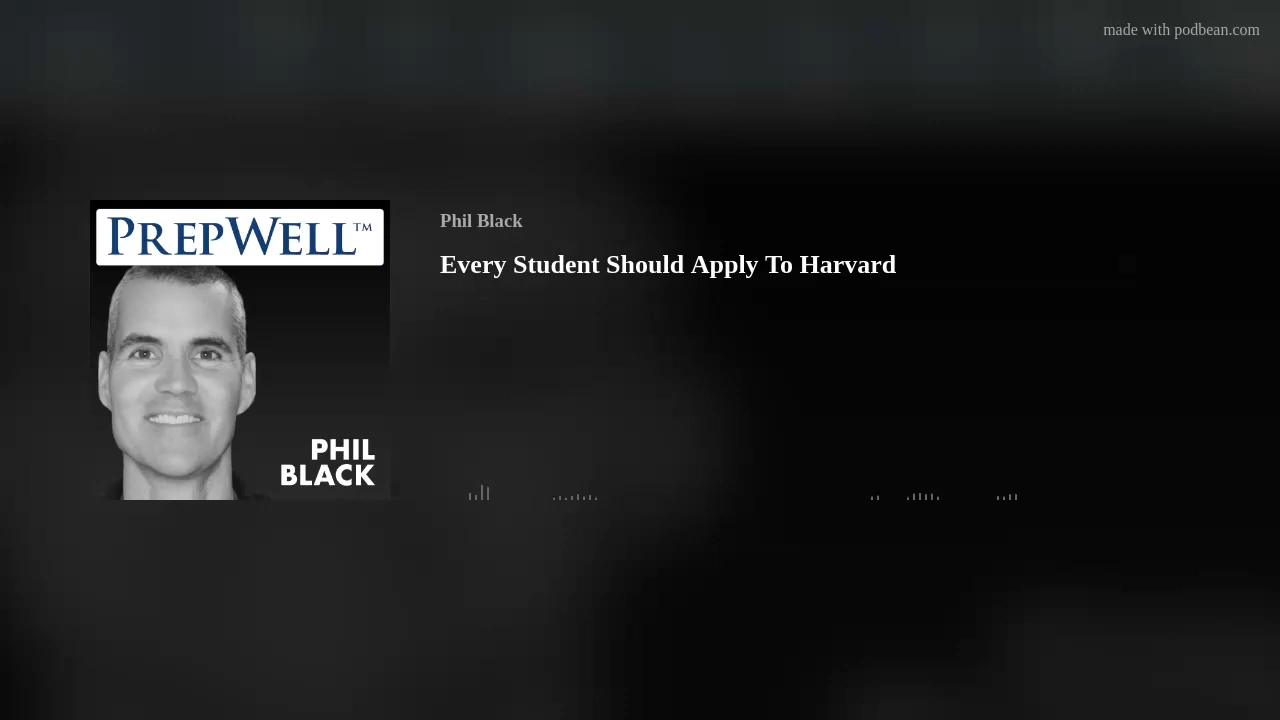 made with podbean.com
PREPWELL™
PHIL
BLACK
Phil Black
Every Student Should Apply To Harvard